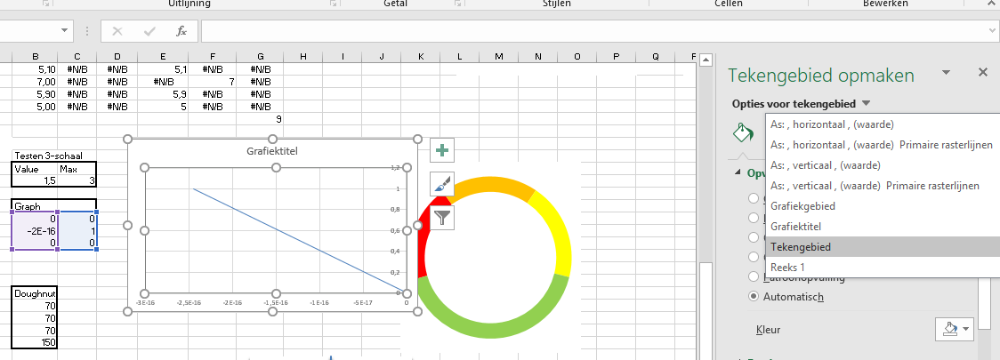 Uitlijning Getal Stijlen Cellen Bewerken
fx
B C D E F G H I J K L M N O P Q R
5,10 #N/B #N/B 5,1 #N/B #N/B
7,00 #N/B #N/B #N/B 7 #N/B
5,90 #N/B #N/B 5,9 #N/B #N/B
5,00 #N/B #N/B 5 #N/B #N/B
9
Testen 3-schaal
Value Max
1,5 3
Graph
0 0
-2E-16 1
0 0
Doughnut
70
70
70
150
Grafiektitel
1,2
1
0,8
0,6
0,4
0,2
0
-3E-16 -2,5E-16 -2E-16 -1,5E-16 -1E-16 -5E-17 0
Tekengebied opmaken
Opties voor tekengebied
As: , horizontaal , (waarde)
As: , horizontaal , (waarde) Primaire rasterlijnen
As: , verticaal , (waarde)
As: , verticaal , (waarde) Primaire rasterlijnen
Grafiekgebied
Grafiektitel
Tekengebied
Reeks 1
Automatisch
Kleur